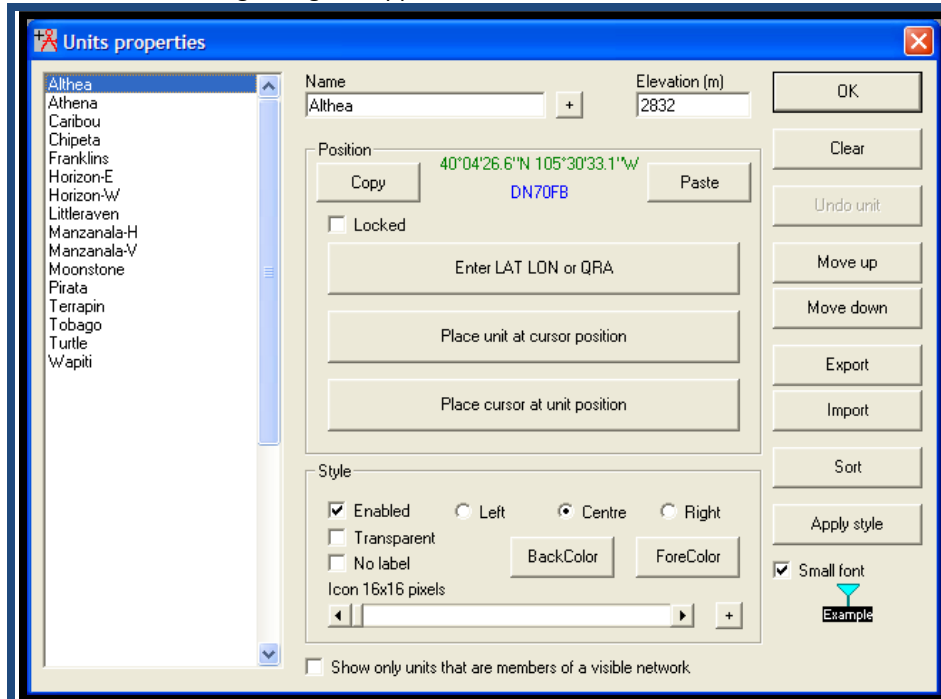 Units properties
Althea
Athena
Caribou
Chipeta
Franklins
Horizon-E
Horizon-W
Littleraven
Manzanala-H
Manzanala-V
Moonstone
Pirata
Terrapin
Tobago
Turtle
Wapiti
Name
Elevation (m)
Althea
+
2832
Position
40°04'26.6''N 105°30'33.1''W
DN70FB
Copy
Paste
Locked
Enter LAT LON or QRA
Place unit at cursor position
Place cursor at unit position
Style
Enabled
Left
Centre
Right
Transparent
No label
BackColor
ForeColor
Icon 16x16 pixels
+
Show only units that are members of a visible network
OK
Clear
Undo unit
Move up
Move down
Export
Import
Sort
Apply style
Small font
Example